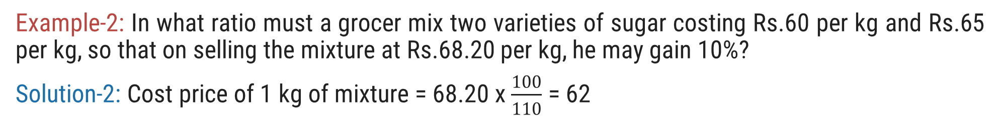 Example-2: In what ratio must a grocer mix two varieties of sugar costing Rs.60 per kg and Rs.65
per kg, so that on selling the mixture at Rs.68.20 per kg, he may gain 10%?
Solution-2: Cost price of 1 kg of mixture = 68.20 x 100/110 = 62